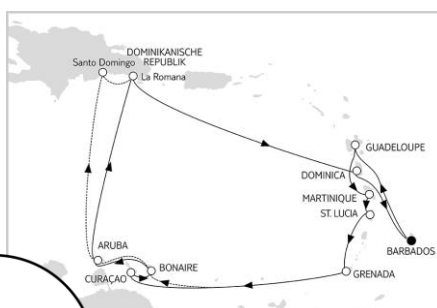 DOMINIKANISCHE
REPUBLIK
Santo Domingo
La Romana
GUADELOUPE
DOMINICA
MARTINIQUE
ST. LUCIA
BARBADOS
GRENADA
ARUBA
BONAIRE
CURAÇAO